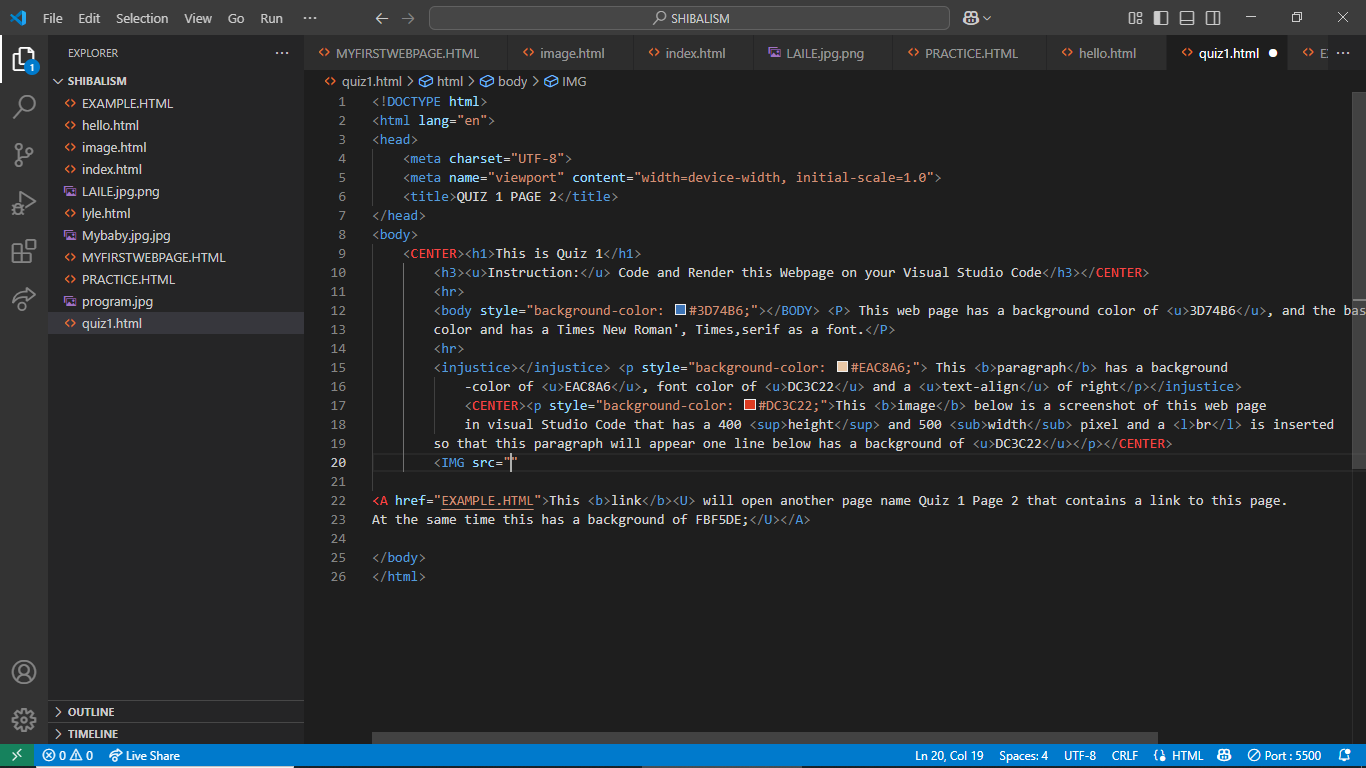 File Edit Selection View Go Run ··· SHIBALISM
EXPLORER ···
1
SHIBALISM
EXAMPLE.HTML
hello.html
image.html
index.html
LAILE.jpg.png
lyle.html
Mybaby.jpg.jpg
MYFIRSTWEBPAGE.HTML
PRACTICE.HTML
program.jpg
quiz1.html
OUTLINE
TIMELINE
MYFIRSTWEBPAGE.HTML image.html index.html LAILE.jpg.png PRACTICE.HTML hello.html quiz1.html E ···
quiz1.html > html > body > IMG
1 <!DOCTYPE html>
2 <html lang="en">
3 <head>
4 <meta charset="UTF-8">
5 <meta name="viewport" content="width=device-width, initial-scale=1.0">
6 <title>QUIZ 1 PAGE 2</title>
7 </head>
8 <body>
9 <CENTER><h1>This is Quiz 1</h1>
10 <h3><u>Instruction:</u> Code and Render this Webpage on your Visual Studio Code</h3></CENTER>
11 <hr>
12 <body style="background-color: #3D74B6;"></BODY> <P> This web page has a background color of <u>3D74B6</u>, and the bas
13 color and has a Times New Roman', Times,serif as a font.</P>
14 <hr>
15 <injustice></injustice> <p style="background-color: #EAC8A6;"> This <b>paragraph</b> has a background
16 -color of <u>EAC8A6</u>, font color of <u>DC3C22</u> and a <u>text-align</u> of right</p></injustice>
17 <CENTER><p style="background-color: #DC3C22;">This <b>image</b> below is a screenshot of this web page
18 in visual Studio Code that has a 400 <sup>height</sup> and 500 <sub>width</sub> pixel and a <l>br</l> is inserted
19 so that this paragraph will appear one line below has a background of <u>DC3C22</u></p></CENTER>
20 <IMG src=""
21
22 <A href="EXAMPLE.HTML">This <b>link</b><U> will open another page name Quiz 1 Page 2 that contains a link to this page.
23 At the same time this has a background of FBF5DE;</U></A>
24
25 </body>
26 </html>
0 0 Live Share Ln 20, Col 19 Spaces: 4 UTF-8 CRLF HTML Port : 5500